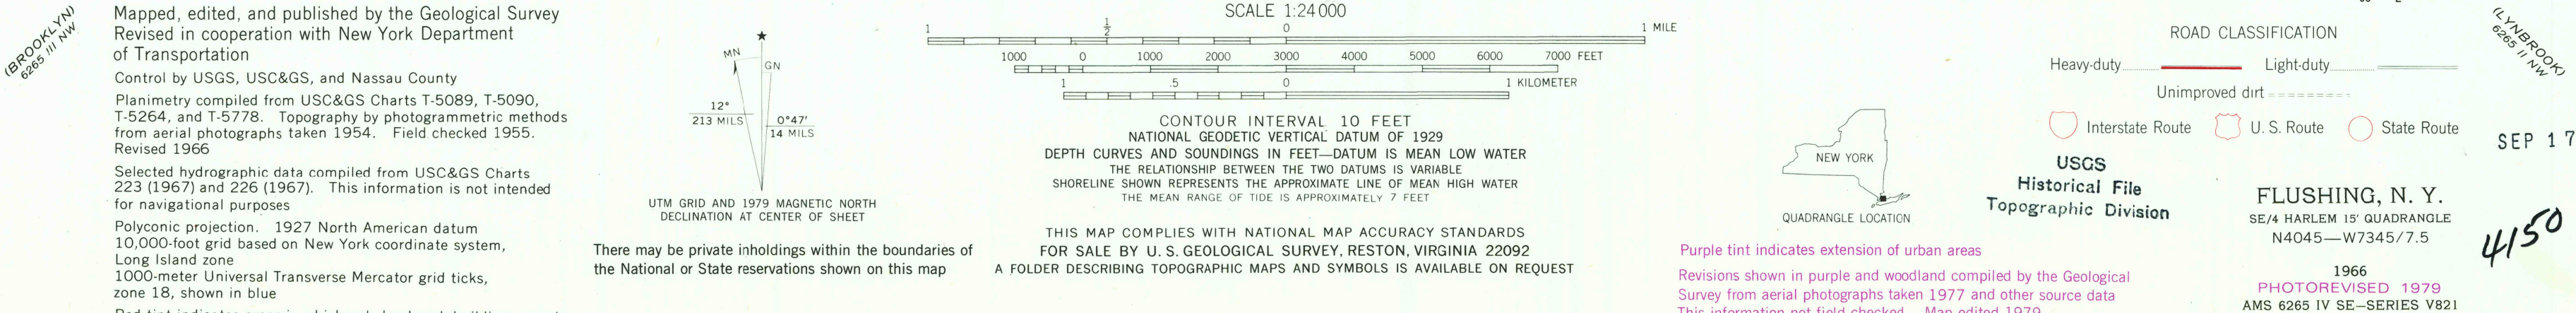 (BROOKLYN)
6265 III NW
Mapped, edited, and published by the Geological Survey
Revised in cooperation with New York Department
of Transportation
Control by USGS, USC&GS, and Nassau County
Planimetry compiled from USC&GS Charts T-5089, T-5090,
T-5264, and T-5778. Topography by photogrammetric methods
from aerial photographs taken 1954. Field checked 1955.
Revised 1966
Selected hydrographic data compiled from USC&GS Charts
223 (1967) and 226 (1967). This information is not intended
for navigational purposes
Polyconic projection. 1927 North American datum
10,000-foot grid based on New York coordinate system,
Long Island zone
1000-meter Universal Transverse Mercator grid ticks,
zone 18, shown in blue
★
MN
GN
12°
213 MILS
0°47′
14 MILS
UTM GRID AND 1979 MAGNETIC NORTH
DECLINATION AT CENTER OF SHEET
There may be private inholdings within the boundaries of
the National or State reservations shown on this map
SCALE 1:24 000
1 ½ 0 1 MILE
1000 0 1000 2000 3000 4000 5000 6000 7000 FEET
1 .5 0 1 KILOMETER
CONTOUR INTERVAL 10 FEET
NATIONAL GEODETIC VERTICAL DATUM OF 1929
DEPTH CURVES AND SOUNDINGS IN FEET—DATUM IS MEAN LOW WATER
THE RELATIONSHIP BETWEEN THE TWO DATUMS IS VARIABLE
SHORELINE SHOWN REPRESENTS THE APPROXIMATE LINE OF MEAN HIGH WATER
THE MEAN RANGE OF TIDE IS APPROXIMATELY 7 FEET
THIS MAP COMPLIES WITH NATIONAL MAP ACCURACY STANDARDS
FOR SALE BY U. S. GEOLOGICAL SURVEY, RESTON, VIRGINIA 22092
A FOLDER DESCRIBING TOPOGRAPHIC MAPS AND SYMBOLS IS AVAILABLE ON REQUEST
NEW YORK
QUADRANGLE LOCATION
Purple tint indicates extension of urban areas
Revisions shown in purple and woodland compiled by the Geological
Survey from aerial photographs taken 1977 and other source data
This information not field checked. Map edited 1979
ROAD CLASSIFICATION
Heavy-duty Light-duty
Unimproved dirt
Interstate Route U. S. Route State Route
USGS
Historical File
Topographic Division
FLUSHING, N. Y.
SE/4 HARLEM 15′ QUADRANGLE
N4045—W7345/7.5
1966
PHOTOREVISED 1979
AMS 6265 IV SE—SERIES V821
(LYNBROOK)
6265 II NW
SEP 17
4150